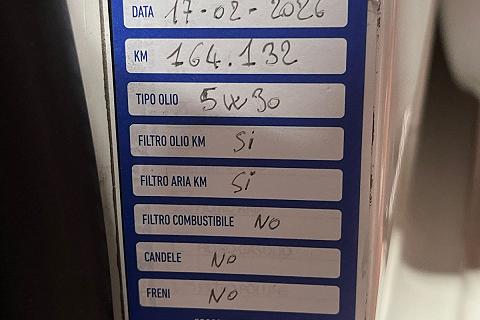 DATA 17-02-2026
KM 164.132
TIPO OLIO 5W30
FILTRO OLIO KM Si
FILTRO ARIA KM Si
FILTRO COMBUSTIBILE NO
CANDELE NO
FRENI NO